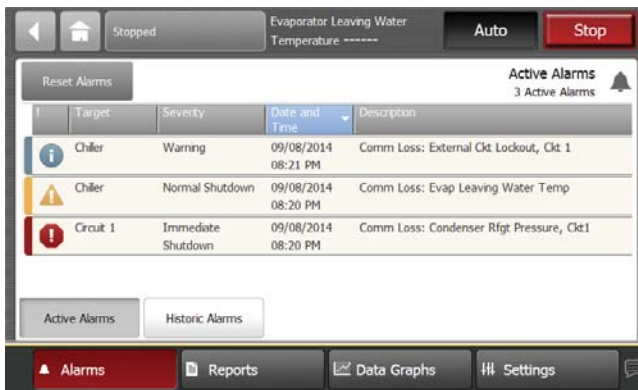 Stopped
Evaporator Leaving Water
Temperature ------
Auto
Stop
Reset Alarms
Active Alarms
3 Active Alarms
! Target Severity Date and Time Description
Chiller Warning 09/08/2014 Comm Loss: External Ckt Lockout, Ckt 1
08:21 PM
Chiller Normal Shutdown 09/08/2014 Comm Loss: Evap Leaving Water Temp
08:20 PM
Circuit 1 Immediate 09/08/2014 Comm Loss: Condenser Rfgt Pressure, Ckt1
Shutdown 08:20 PM
Active Alarms Historic Alarms
Alarms Reports Data Graphs Settings